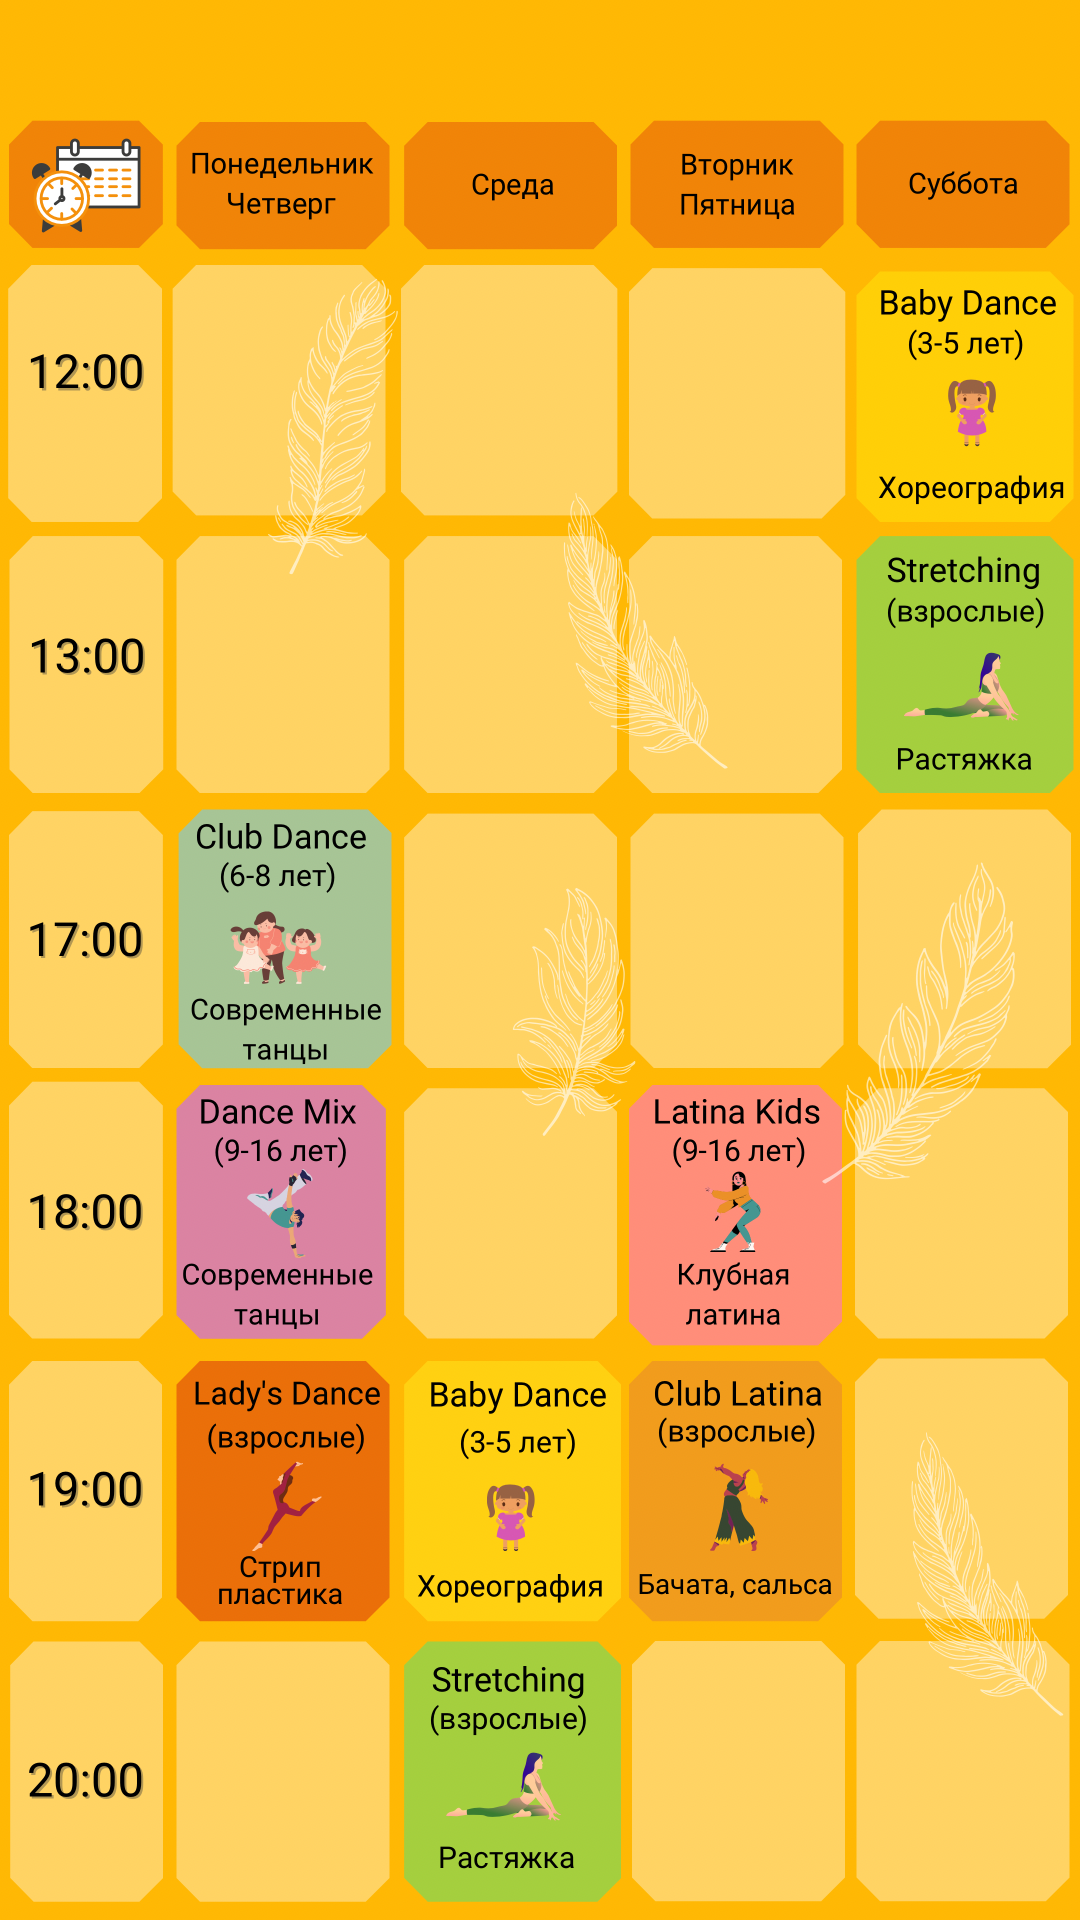 Понедельник
Четверг
Среда
Вторник
Пятница
Суббота
12:00
Baby Dance
(3-5 лет)
Хореография
13:00
Stretching
(взрослые)
Растяжка
17:00
Club Dance
(6-8 лет)
Современные
танцы
18:00
Dance Mix
(9-16 лет)
Современные
танцы
Latina Kids
(9-16 лет)
Клубная
латина
19:00
Lady's Dance
(взрослые)
Стрип
пластика
Baby Dance
(3-5 лет)
Хореография
Club Latina
(взрослые)
Бачата, сальса
20:00
Stretching
(взрослые)
Растяжка